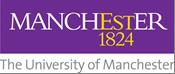 MANCHESTER
1824
The University of Manchester